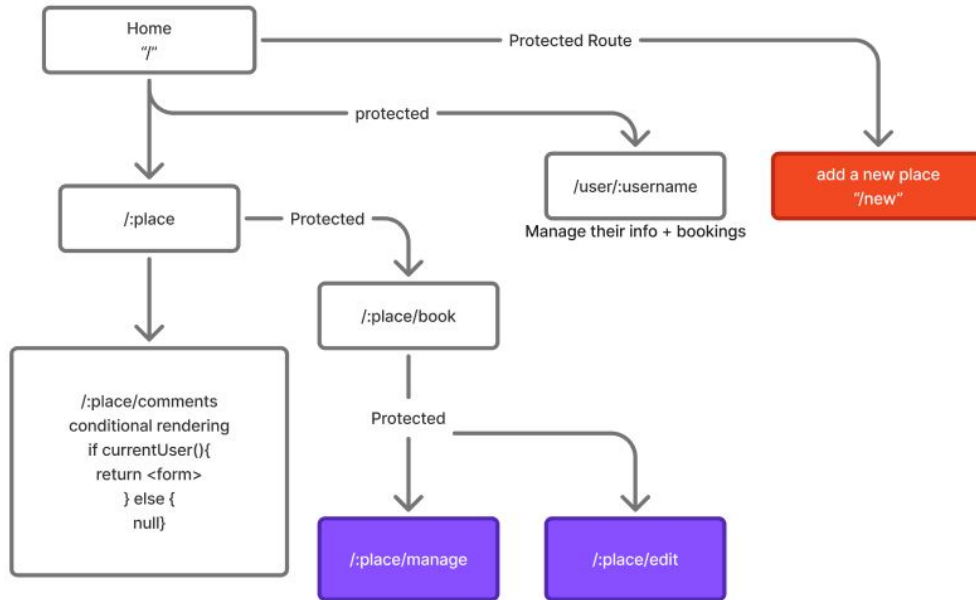 Home
“/”
Protected Route
protected
/user/:username
Manage their info + bookings
add a new place
“/new”
/:place
Protected
/:place/book
/:place/comments
conditional rendering
if currentUser(){
return <form>
} else {
null}
Protected
/:place/manage
/:place/edit